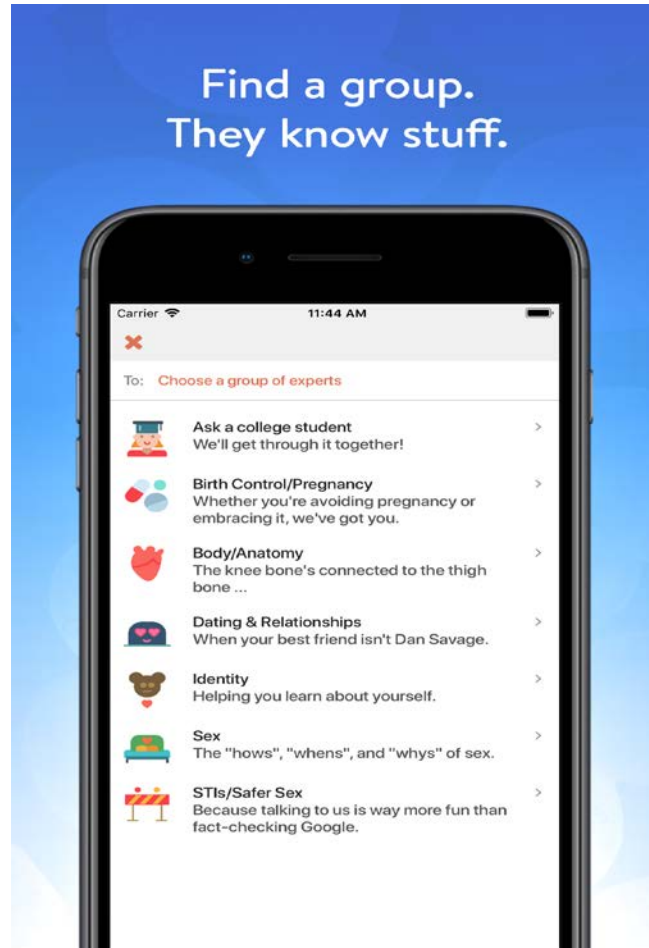 Find a group.
They know stuff.
Carrier
11:44 AM
To: Choose a group of experts
Ask a college student
We'll get through it together!
Birth Control/Pregnancy
Whether you're avoiding pregnancy or
embracing it, we've got you.
Body/Anatomy
The knee bone's connected to the thigh
bone ...
Dating & Relationships
When your best friend isn't Dan Savage.
Identity
Helping you learn about yourself.
Sex
The "hows", "whens", and "whys" of sex.
STIs/Safer Sex
Because talking to us is way more fun than
fact-checking Google.